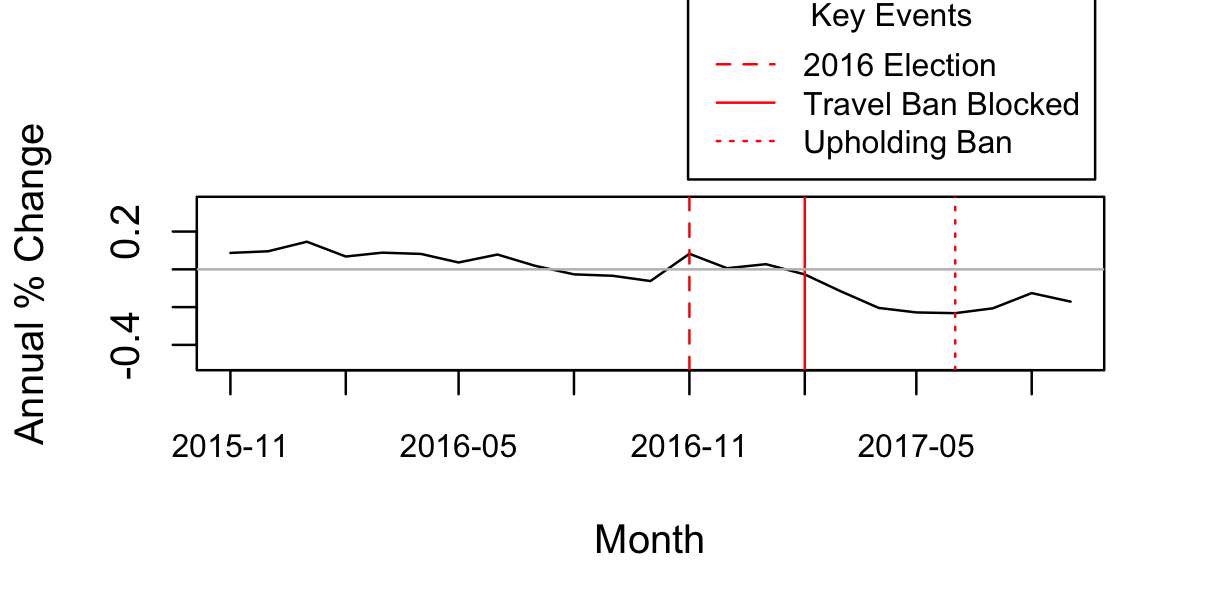 Key Events
2016 Election
Travel Ban Blocked
Upholding Ban
Annual % Change
0.2
-0.4
2015-11
2016-05
2016-11
2017-05
Month